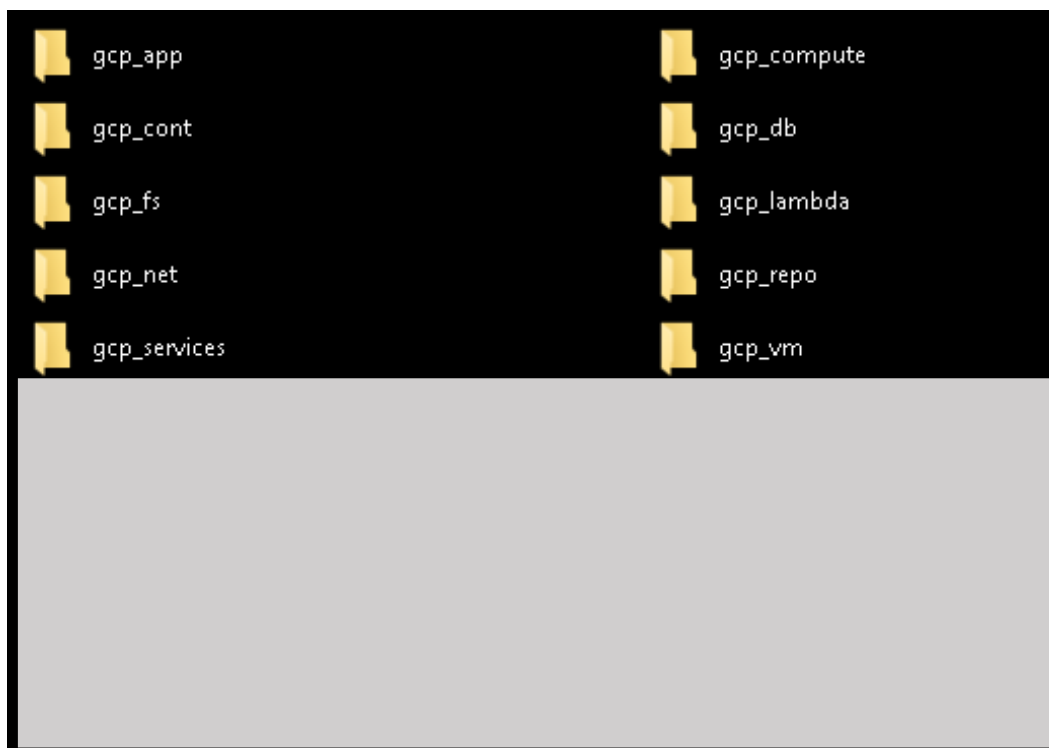 gcp_app
gcp_compute
gcp_cont
gcp_db
gcp_fs
gcp_lambda
gcp_net
gcp_repo
gcp_services
gcp_vm